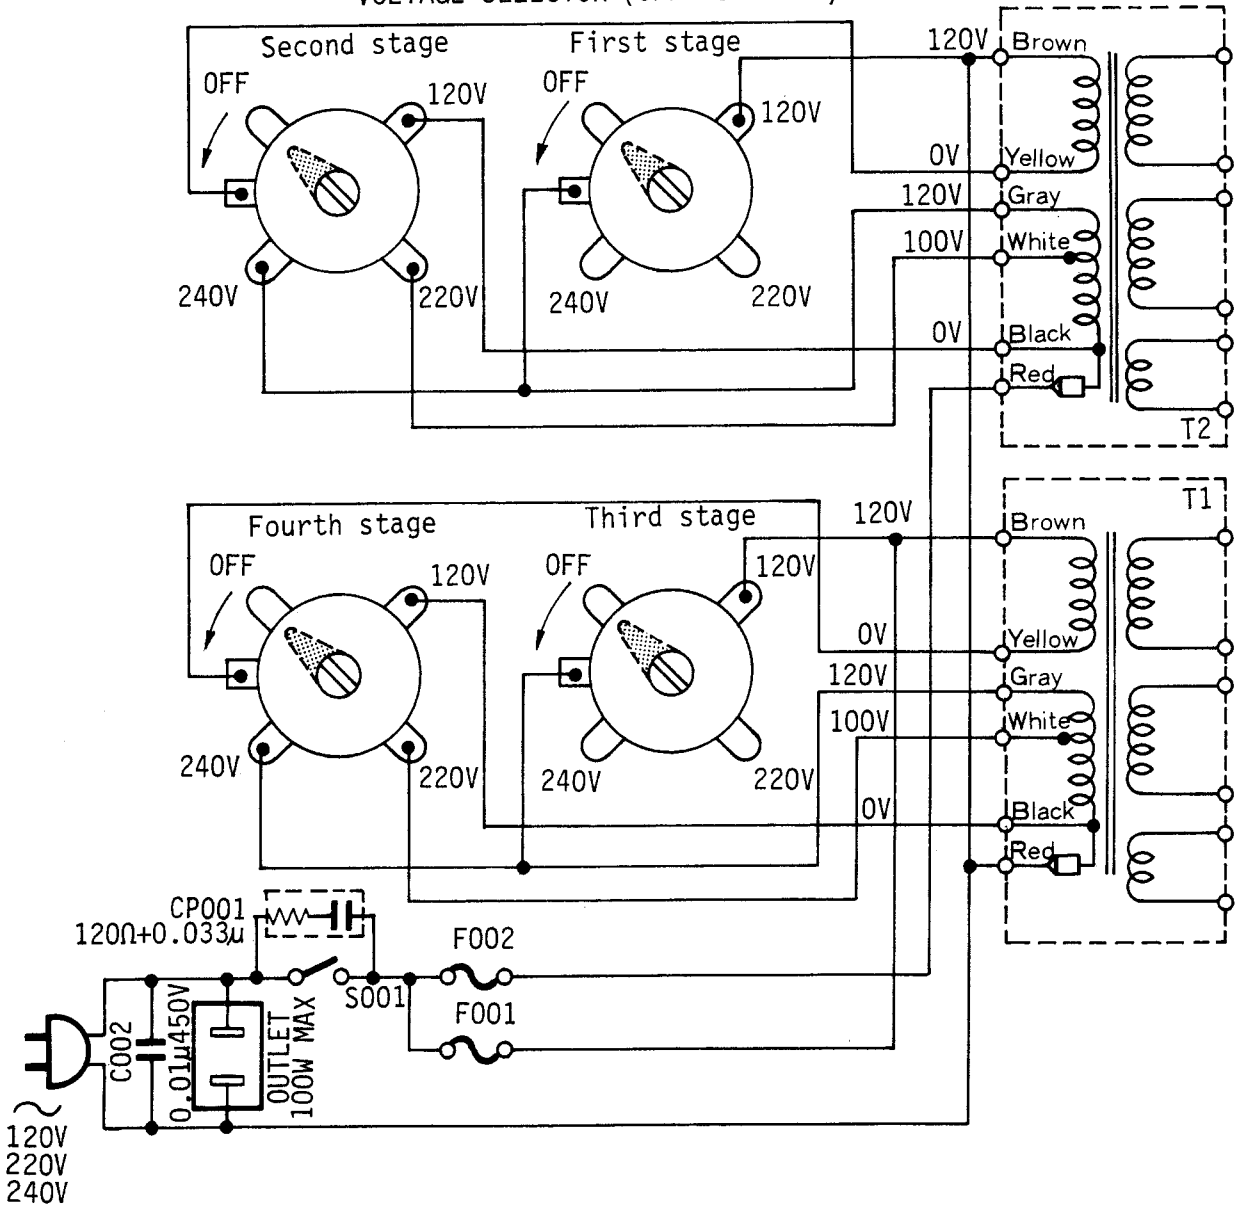 Second stage
First stage
OFF
120V
OFF
120V
240V
220V
240V
220V
120V
Brown
0V
Yellow
120V
Gray
100V
White
0V
Black
Red
T2
Fourth stage
Third stage
OFF
120V
OFF
120V
240V
220V
240V
220V
120V
Brown
T1
0V
Yellow
120V
Gray
100V
White
0V
Black
Red
CP001
120Ω+0.033μ
S001
F002
F001
C002
0.01μ450V
OUTLET
100W MAX
~
120V
220V
240V